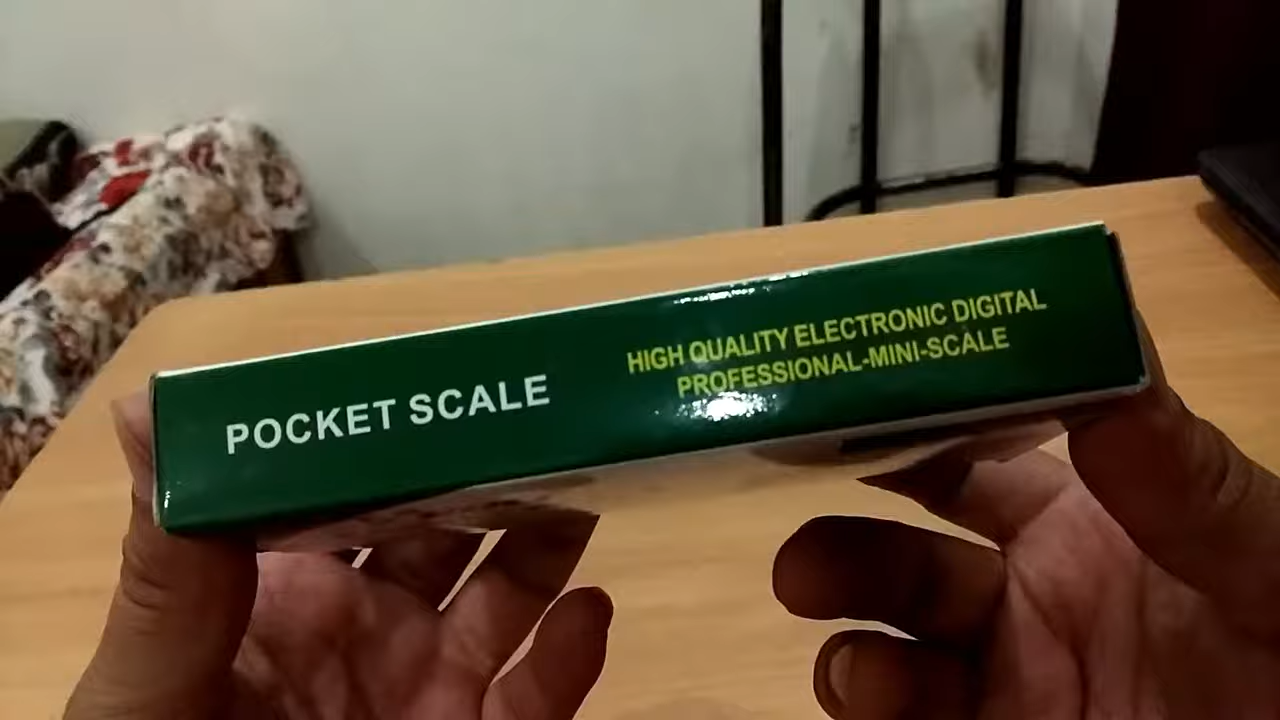 POCKET SCALE
HIGH QUALITY ELECTRONIC DIGITAL
PROFESSIONAL-MINI-SCALE